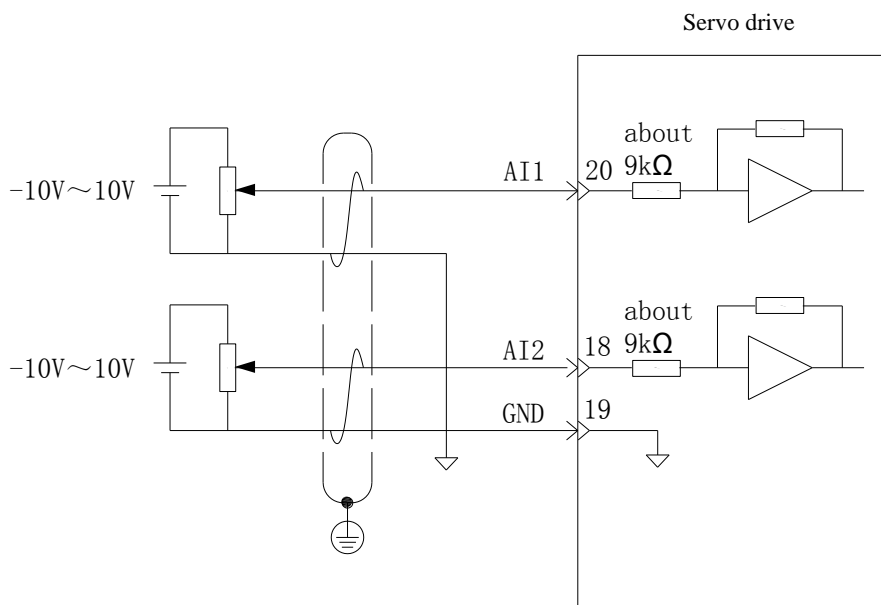 Servo drive
-10V～10V
AI1
20
about
9kΩ
-10V～10V
AI2
18
about
9kΩ
GND
19